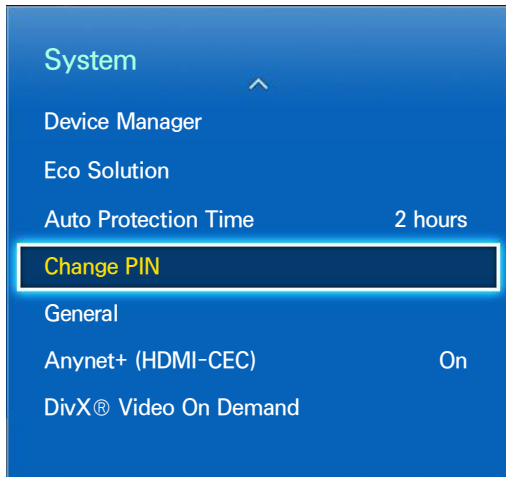 System
Device Manager
Eco Solution
Auto Protection Time 2 hours
Change PIN
General
Anynet+ (HDMI-CEC) On
DivX® Video On Demand